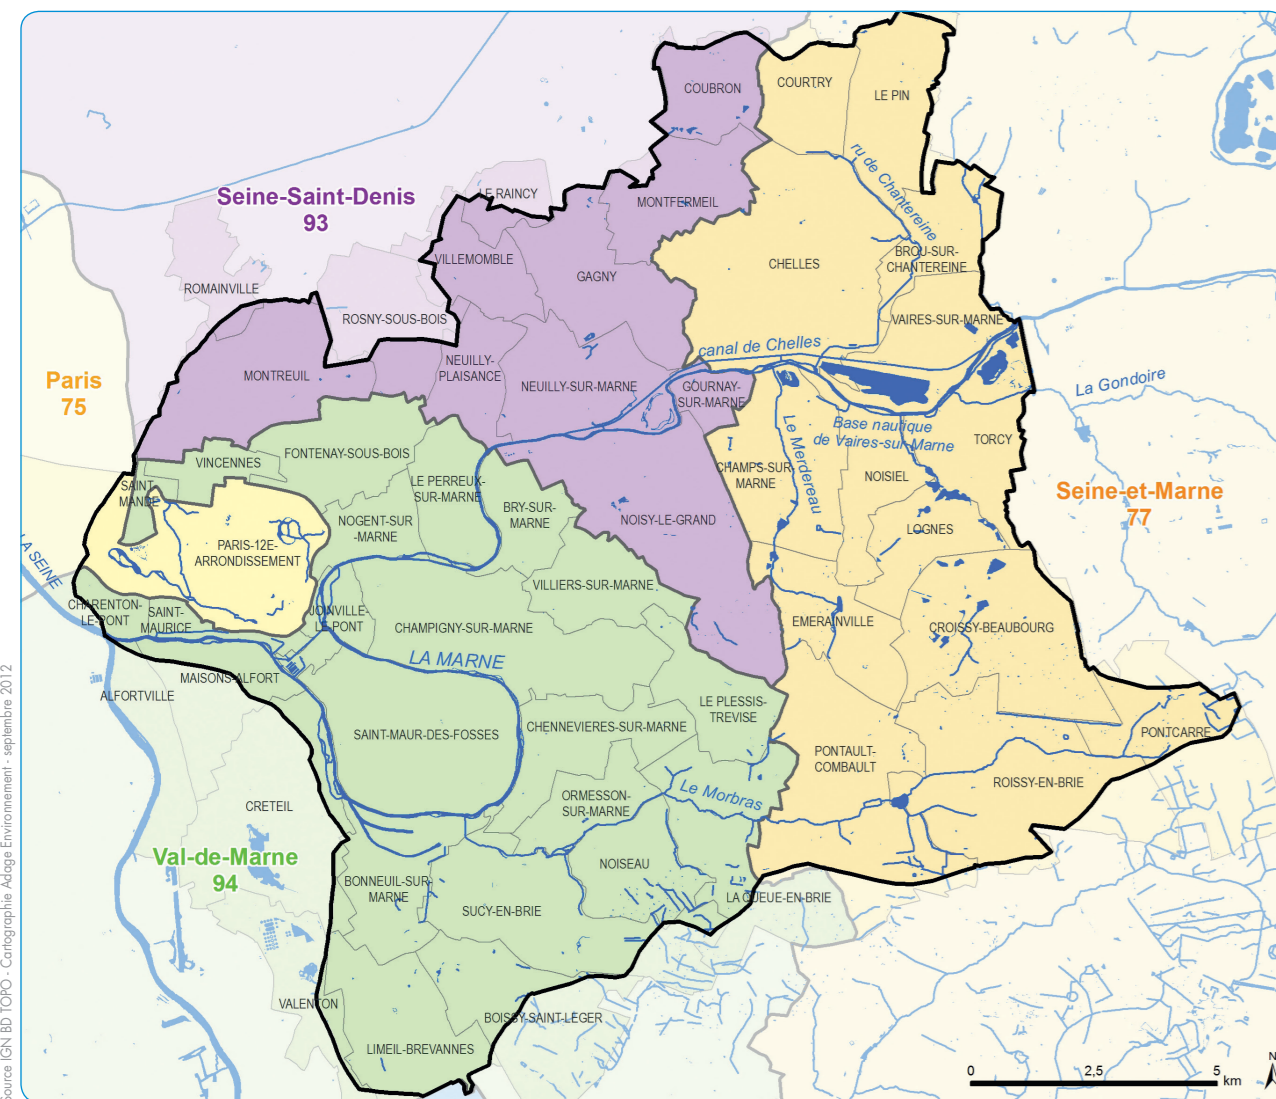 COUBRON
COURTRY
LE PIN
ru de Chantereine
Seine-Saint-Denis
93
LE RAINCY
MONTFERMEIL
VILLEMOMBLE
GAGNY
CHELLES
BROU-SUR-
CHANTEREINE
ROMAINVILLE
ROSNY-SOUS-BOIS
VAIRES-SUR-MARNE
canal de Chelles
Paris
75
MONTREUIL
NEUILLY-
PLAISANCE
NEUILLY-SUR-MARNE
GOURNAY-
SUR-MARNE
La Gondoire
Base nautique
de Vaires-sur-Marne
Le Merdereau
TORCY
VINCENNES
FONTENAY-SOUS-BOIS
LE PERREUX-
SUR-MARNE
CHAMPS-SUR-
MARNE
NOISIEL
Seine-et-Marne
77
SAINT-
MANDE
BRY-SUR-
MARNE
NOGENT-SUR
-MARNE
NOISY-LE-GRAND
LOGNES
LA SEINE
PARIS-12E-
ARRONDISSEMENT
VILLIERS-SUR-MARNE
CHARENTON-
LE-PONT
SAINT-
MAURICE
JOINVILLE-
LE-PONT
CHAMPIGNY-SUR-MARNE
EMERAINVILLE
CROISSY-BEAUBOURG
LA MARNE
MAISONS-ALFORT
ALFORTVILLE
LE PLESSIS-
TREVISE
SAINT-MAUR-DES-FOSSES
CHENNEVIERES-SUR-MARNE
PONTCARRE
PONTAULT-
COMBAULT
ROISSY-EN-BRIE
CRETEIL
ORMESSON-
SUR-MARNE
Le Morbras
Val-de-Marne
94
NOISEAU
BONNEUIL-SUR-
MARNE
SUCY-EN-BRIE
LA QUEUE-EN-BRIE
VALENTON
BOISSY-SAINT-LEGER
LIMEIL-BREVANNES
0 2,5 5
km
N
Source IGN BD TOPO - Cartographie Adage Environnement - septembre 2012